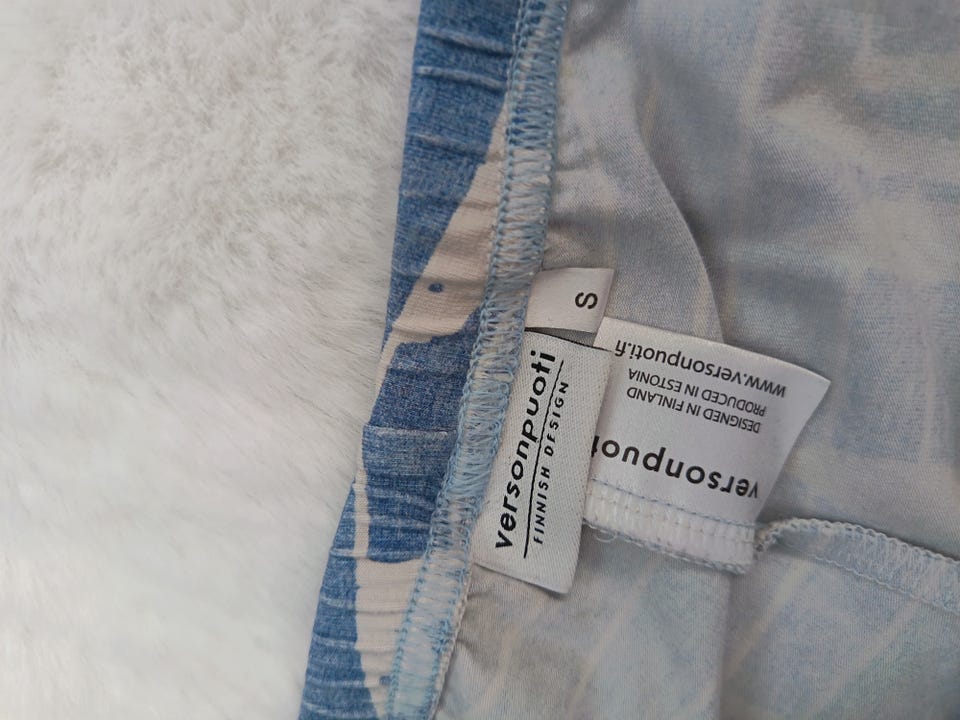 S
versonpuoti
FINNISH DESIGN
versonpuoti
DESIGNED IN FINLAND
PRODUCED IN ESTONIA
www.versonpuoti.fi